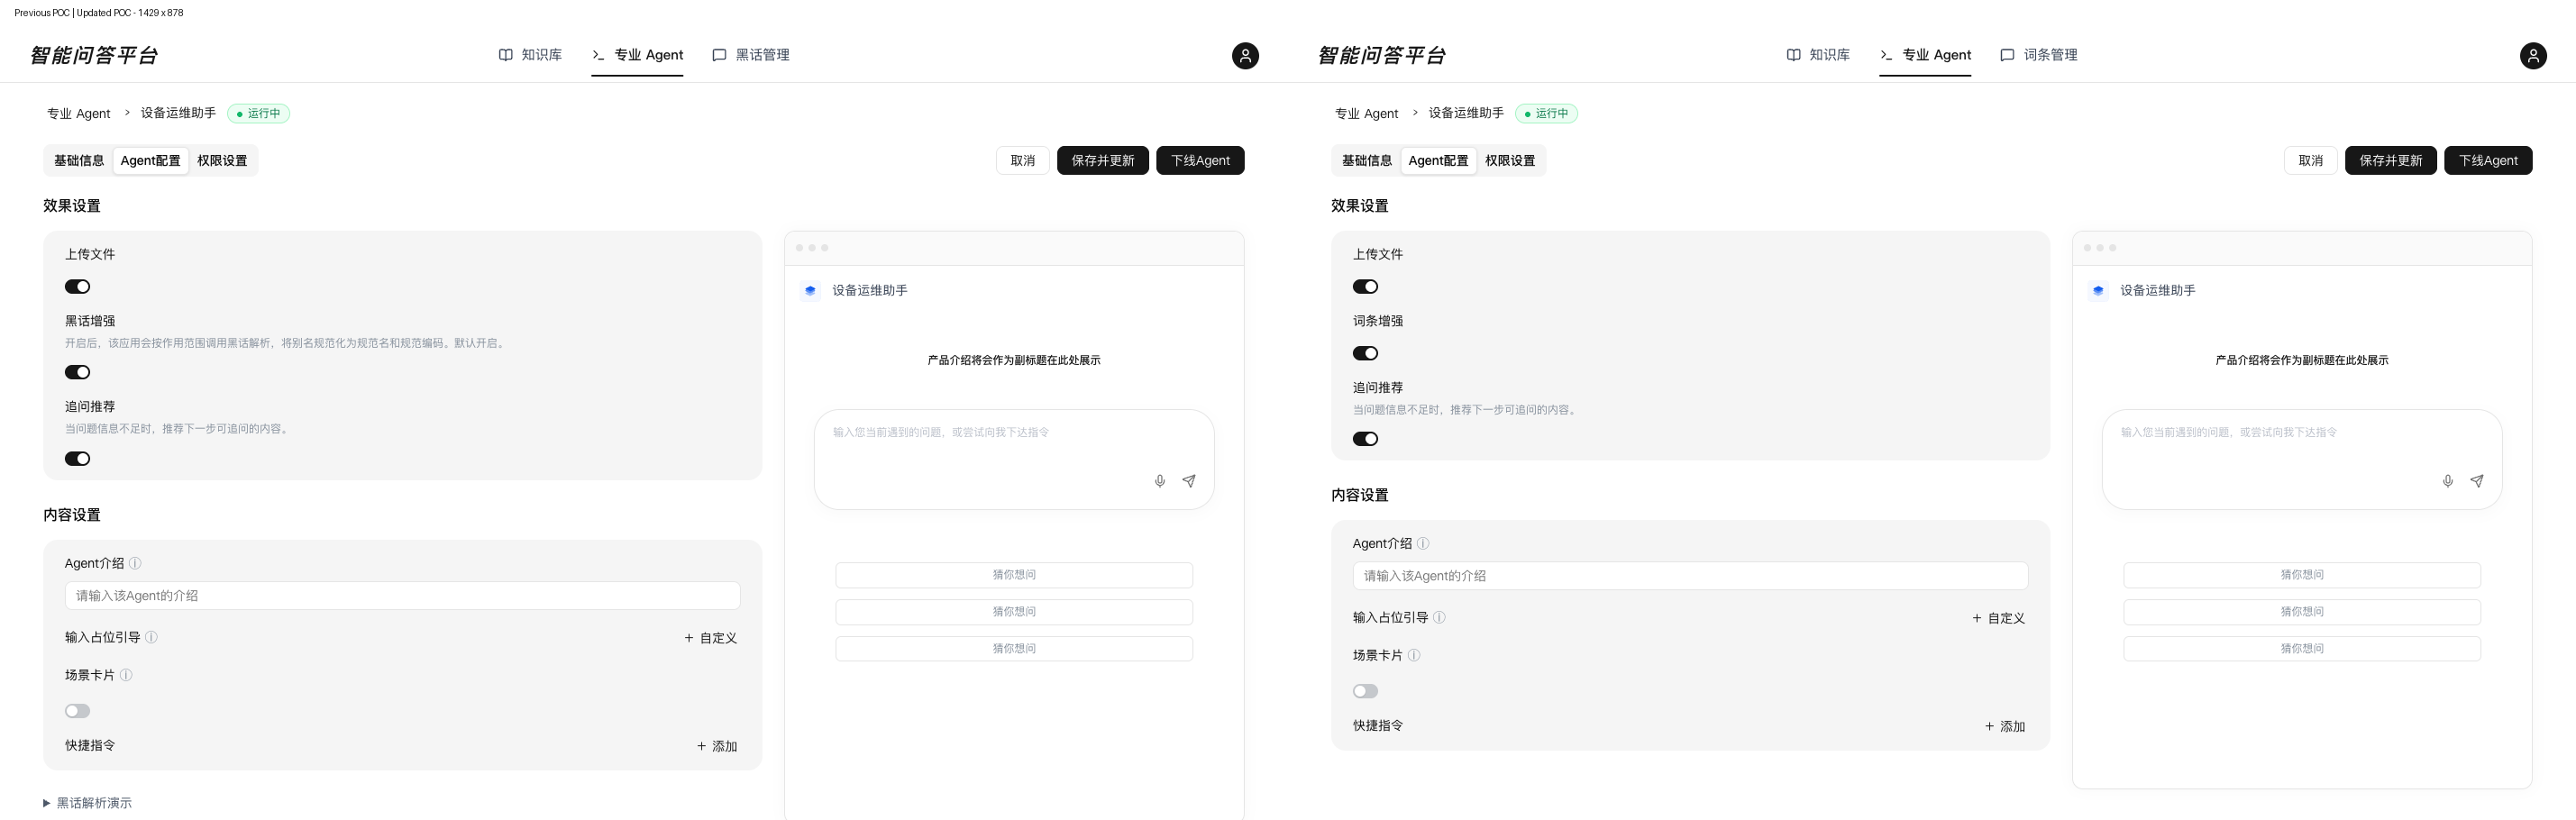 Previous POC | Updated POC - 1429 x 878
智能问答平台
知识库
专业 Agent
黑话管理
专业 Agent > 设备运维助手 运行中
基础信息 Agent配置 权限设置
取消 保存并更新 下线Agent
效果设置
上传文件
黑话增强
开启后，该应用会按作用范围调用黑话解析，将别名规范化为规范名和规范编码。默认开启。
追问推荐
当问题信息不足时，推荐下一步可追问的内容。
内容设置
Agent介绍
请输入该Agent的介绍
输入占位引导
+ 自定义
场景卡片
快捷指令
+ 添加
黑话解析演示
设备运维助手
产品介绍将会作为副标题在此处展示
输入您当前遇到的问题，或尝试向我下达指令
猜你想问
猜你想问
猜你想问
智能问答平台
知识库
专业 Agent
词条管理
专业 Agent > 设备运维助手 运行中
基础信息 Agent配置 权限设置
取消 保存并更新 下线Agent
效果设置
上传文件
词条增强
追问推荐
当问题信息不足时，推荐下一步可追问的内容。
内容设置
Agent介绍
请输入该Agent的介绍
输入占位引导
+ 自定义
场景卡片
快捷指令
+ 添加
设备运维助手
产品介绍将会作为副标题在此处展示
输入您当前遇到的问题，或尝试向我下达指令
猜你想问
猜你想问
猜你想问